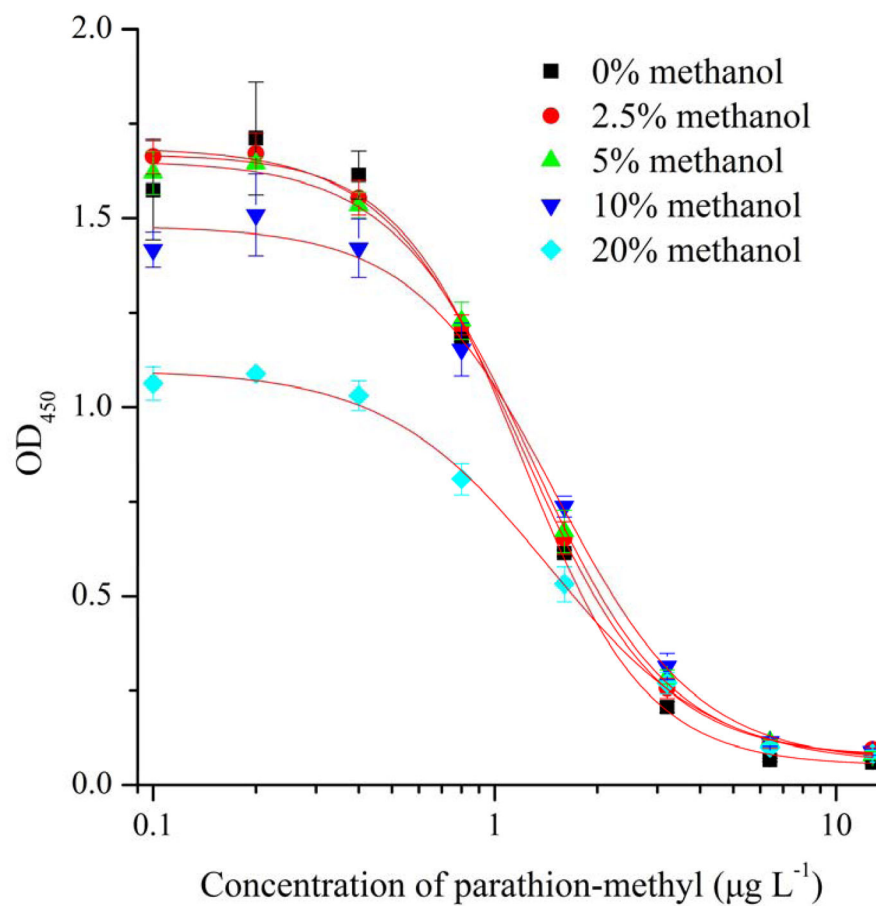 2.0
1.5
1.0
0.5
0.0
OD450
0.1
1
10
Concentration of parathion-methyl (μg L-1)
0% methanol
2.5% methanol
5% methanol
10% methanol
20% methanol